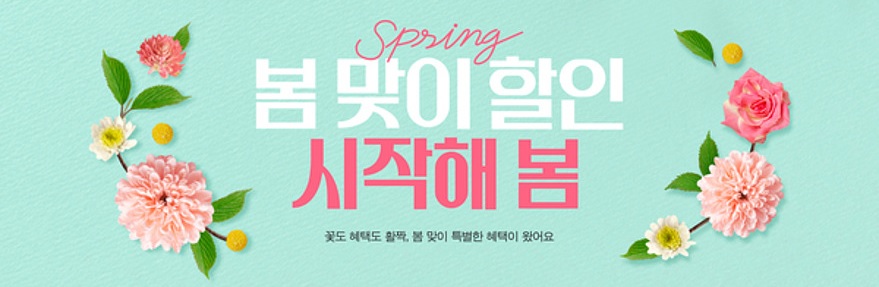 Spring
봄 맞이 할인
시작해 봄
꽃도 혜택도 활짝, 봄 맞이 특별한 혜택이 왔어요